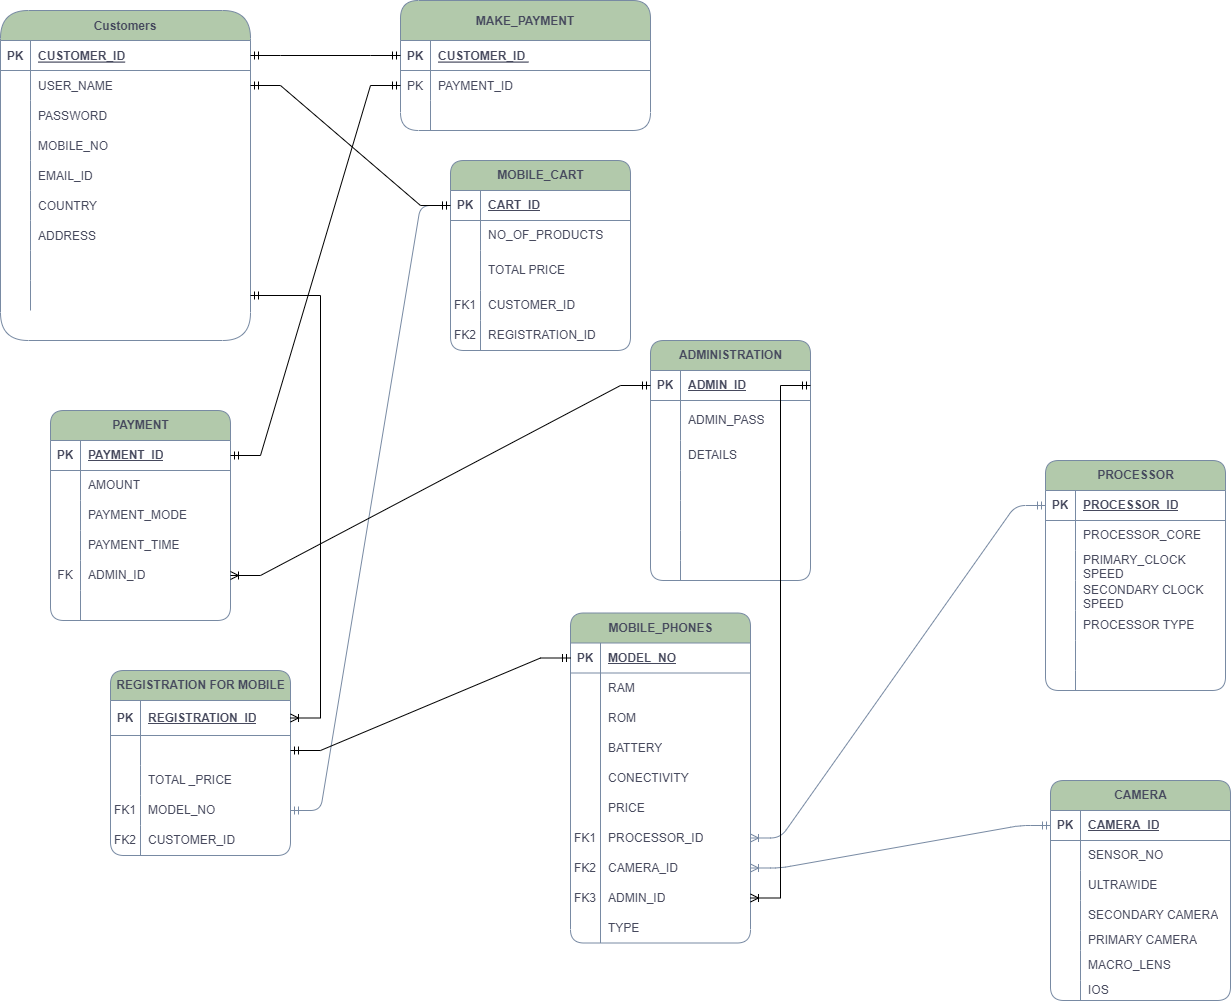 Customers
PK CUSTOMER_ID
USER_NAME
PASSWORD
MOBILE_NO
EMAIL_ID
COUNTRY
ADDRESS
MAKE_PAYMENT
PK CUSTOMER_ID
PK PAYMENT_ID
MOBILE_CART
PK CART_ID
NO_OF_PRODUCTS
TOTAL PRICE
FK1 CUSTOMER_ID
FK2 REGISTRATION_ID
ADMINISTRATION
PK ADMIN_ID
ADMIN_PASS
DETAILS
PAYMENT
PK PAYMENT_ID
AMOUNT
PAYMENT_MODE
PAYMENT_TIME
FK ADMIN_ID
PROCESSOR
PK PROCESSOR_ID
PROCESSOR_CORE
PRIMARY_CLOCK
SPEED
SECONDARY CLOCK
SPEED
PROCESSOR TYPE
MOBILE_PHONES
PK MODEL_NO
RAM
ROM
BATTERY
CONECTIVITY
PRICE
FK1 PROCESSOR_ID
FK2 CAMERA_ID
FK3 ADMIN_ID
TYPE
REGISTRATION FOR MOBILE
PK REGISTRATION_ID
TOTAL _PRICE
FK1 MODEL_NO
FK2 CUSTOMER_ID
CAMERA
PK CAMERA_ID
SENSOR_NO
ULTRAWIDE
SECONDARY CAMERA
PRIMARY CAMERA
MACRO_LENS
IOS